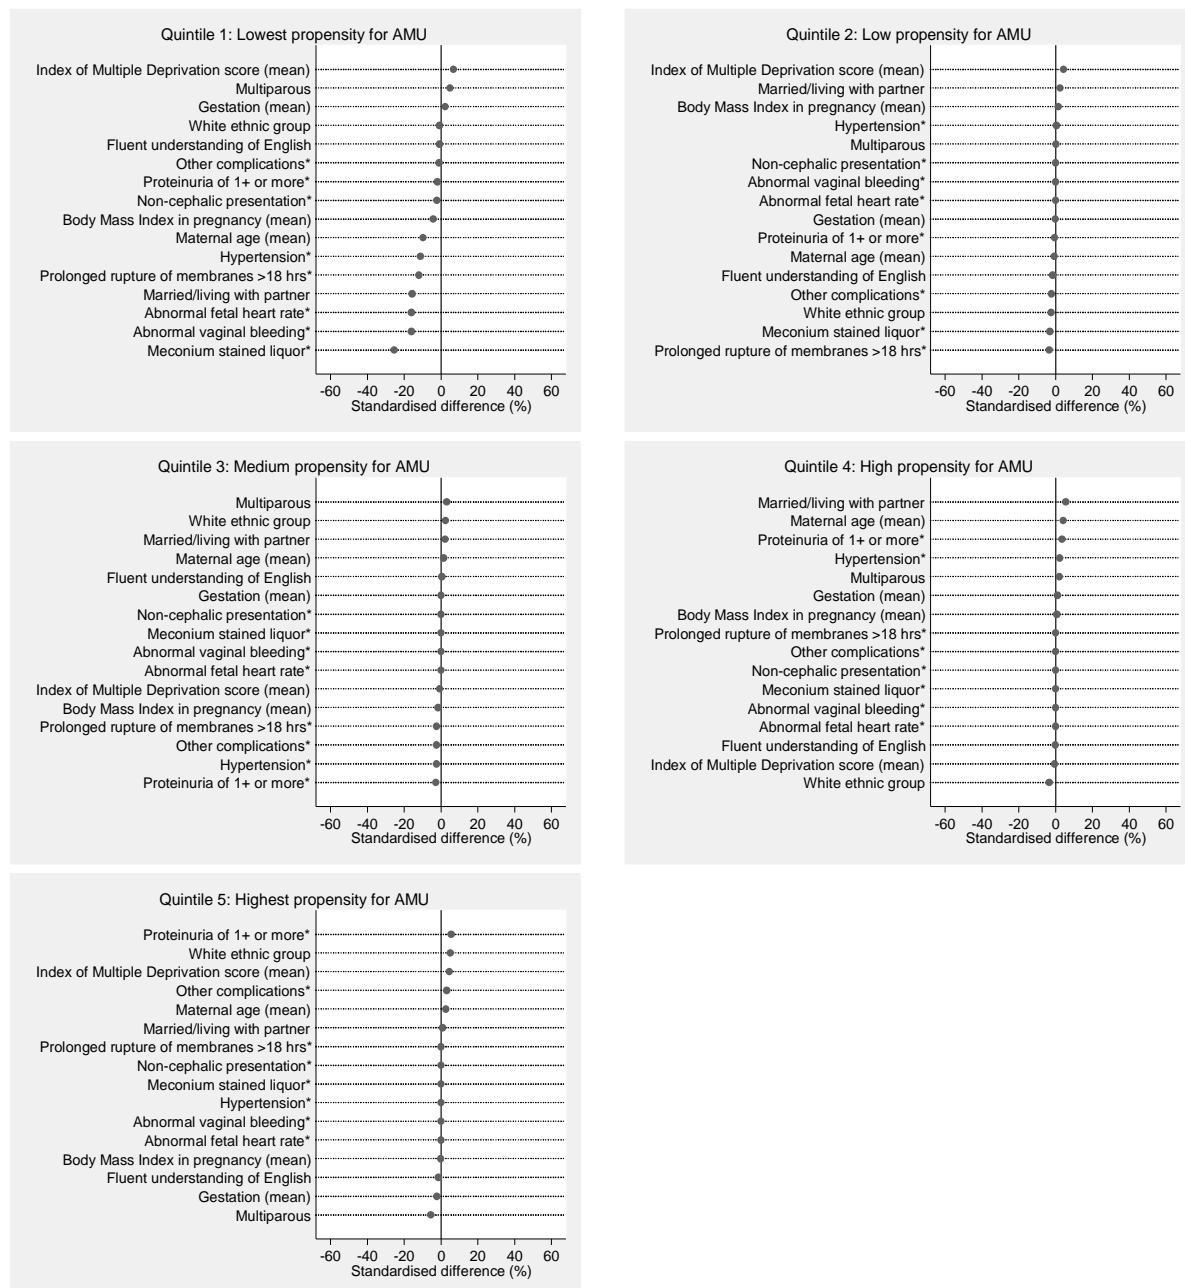 Quintile 1: Lowest propensity for AMU
Index of Multiple Deprivation score (mean)
Multiparous
Gestation (mean)
White ethnic group
Fluent understanding of English
Other complications*
Proteinuria of 1+ or more*
Non-cephalic presentation*
Body Mass Index in pregnancy (mean)
Maternal age (mean)
Hypertension*
Prolonged rupture of membranes >18 hrs*
Married/living with partner
Abnormal fetal heart rate*
Abnormal vaginal bleeding*
Meconium stained liquor*
-60 -40 -20 0 20 40 60
Standardised difference (%)
Quintile 2: Low propensity for AMU
Index of Multiple Deprivation score (mean)
Married/living with partner
Body Mass Index in pregnancy (mean)
Hypertension*
Multiparous
Non-cephalic presentation*
Abnormal vaginal bleeding*
Abnormal fetal heart rate*
Gestation (mean)
Proteinuria of 1+ or more*
Maternal age (mean)
Fluent understanding of English
Other complications*
White ethnic group
Meconium stained liquor*
Prolonged rupture of membranes >18 hrs*
-60 -40 -20 0 20 40 60
Standardised difference (%)
Quintile 3: Medium propensity for AMU
Multiparous
White ethnic group
Married/living with partner
Maternal age (mean)
Fluent understanding of English
Gestation (mean)
Non-cephalic presentation*
Meconium stained liquor*
Abnormal vaginal bleeding*
Abnormal fetal heart rate*
Index of Multiple Deprivation score (mean)
Body Mass Index in pregnancy (mean)
Prolonged rupture of membranes >18 hrs*
Other complications*
Hypertension*
Proteinuria of 1+ or more*
-60 -40 -20 0 20 40 60
Standardised difference (%)
Quintile 4: High propensity for AMU
Married/living with partner
Maternal age (mean)
Proteinuria of 1+ or more*
Hypertension*
Multiparous
Gestation (mean)
Body Mass Index in pregnancy (mean)
Prolonged rupture of membranes >18 hrs*
Other complications*
Non-cephalic presentation*
Meconium stained liquor*
Abnormal vaginal bleeding*
Abnormal fetal heart rate*
Fluent understanding of English
Index of Multiple Deprivation score (mean)
White ethnic group
-60 -40 -20 0 20 40 60
Standardised difference (%)
Quintile 5: Highest propensity for AMU
Proteinuria of 1+ or more*
White ethnic group
Index of Multiple Deprivation score (mean)
Other complications*
Maternal age (mean)
Married/living with partner
Prolonged rupture of membranes >18 hrs*
Non-cephalic presentation*
Meconium stained liquor*
Hypertension*
Abnormal vaginal bleeding*
Abnormal fetal heart rate*
Body Mass Index in pregnancy (mean)
Fluent understanding of English
Gestation (mean)
Multiparous
-60 -40 -20 0 20 40 60
Standardised difference (%)